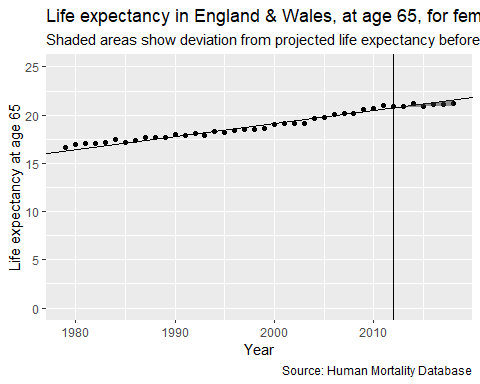 Life expectancy in England & Wales, at age 65, for fem
Shaded areas show deviation from projected life expectancy before
25
20
15
10
5
0
Life expectancy at age 65
1980
1990
2000
2010
Year
Source: Human Mortality Database